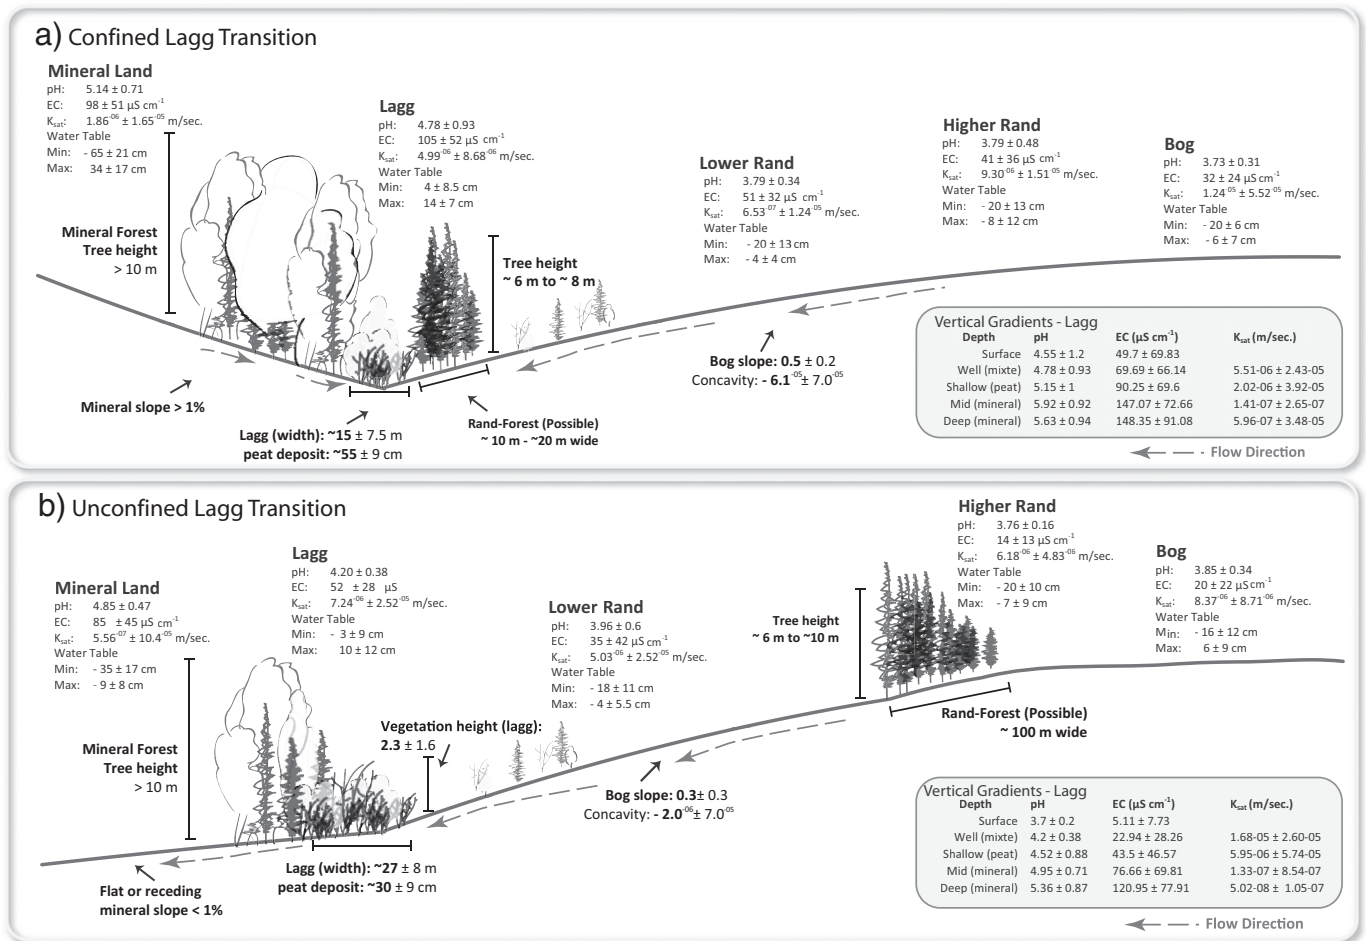 a) Confined Lagg Transition
Mineral Land
pH: 5.14 ± 0.71
EC: 98 ± 51 µS cm-1
Ksat: 1.86-06 ± 1.65-05 m/sec.
Water Table
Min: - 65 ± 21 cm
Max: 34 ± 17 cm
Mineral Forest
Tree height
> 10 m
Lagg
pH: 4.78 ± 0.93
EC: 105 ± 52 µS cm-1
Ksat: 4.99-06 ± 8.68-06 m/sec.
Water Table
Min: 4 ± 8.5 cm
Max: 14 ± 7 cm
Tree height
~ 6 m to ~ 8 m
Lower Rand
pH: 3.79 ± 0.34
EC: 51 ± 32 µS cm-1
Ksat: 6.53-07 ± 1.24-05 m/sec.
Water Table
Min: - 20 ± 13 cm
Max: - 4 ± 4 cm
Higher Rand
pH: 3.79 ± 0.48
EC: 41 ± 36 µS cm-1
Ksat: 9.30-06 ± 1.51-05 m/sec.
Water Table
Min: - 20 ± 13 cm
Max: - 8 ± 12 cm
Bog
pH: 3.73 ± 0.31
EC: 32 ± 24 µS cm-1
Ksat: 1.24-05 ± 5.52-05 m/sec.
Water Table
Min: - 20 ± 6 cm
Max: - 6 ± 7 cm
Mineral slope > 1%
Lagg (width): ~15 ± 7.5 m
peat deposit: ~55 ± 9 cm
Rand-Forest (Possible)
~ 10 m - ~20 m wide
Bog slope: 0.5 ± 0.2
Concavity: - 6.1-05 ± 7.0-05
Vertical Gradients - Lagg
Depth pH EC (µS cm-1) Ksat (m/sec.)
Surface 4.55 ± 1.2 49.7 ± 69.83
Well (mixte) 4.78 ± 0.93 69.69 ± 66.14 5.51-06 ± 2.43-05
Shallow (peat) 5.15 ± 1 90.25 ± 69.6 2.02-06 ± 3.92-05
Mid (mineral) 5.92 ± 0.92 147.07 ± 72.66 1.41-07 ± 2.65-07
Deep (mineral) 5.63 ± 0.94 148.35 ± 91.08 5.96-07 ± 3.48-05
Flow Direction
b) Unconfined Lagg Transition
Mineral Land
pH: 4.85 ± 0.47
EC: 85 ± 45 µS cm-1
Ksat: 5.56-07 ± 10.4-05 m/sec.
Water Table
Min: - 35 ± 17 cm
Max: - 9 ± 8 cm
Mineral Forest
Tree height
> 10 m
Lagg
pH: 4.20 ± 0.38
EC: 52 ± 28 µS
Ksat: 7.24-06 ± 2.52-05 m/sec.
Water Table
Min: - 3 ± 9 cm
Max: 10 ± 12 cm
Vegetation height (lagg):
2.3 ± 1.6
Lower Rand
pH: 3.96 ± 0.6
EC: 35 ± 42 µS cm-1
Ksat: 5.03-06 ± 2.52-05 m/sec.
Water Table
Min: - 18 ± 11 cm
Max: - 4 ± 5.5 cm
Tree height
~ 6 m to ~10 m
Higher Rand
pH: 3.76 ± 0.16
EC: 14 ± 13 µS cm-1
Ksat: 6.18-06 ± 4.83-06 m/sec.
Water Table
Min: - 20 ± 10 cm
Max: - 7 ± 9 cm
Bog
pH: 3.85 ± 0.34
EC: 20 ± 22 µS cm-1
Ksat: 8.37-06 ± 8.71-06 m/sec.
Water Table
Min: - 16 ± 12 cm
Max: 6 ± 9 cm
Rand-Forest (Possible)
~ 100 m wide
Bog slope: 0.3± 0.3
Concavity: - 2.0-06± 7.0-05
Lagg (width): ~27 ± 8 m
peat deposit: ~30 ± 9 cm
Flat or receding
mineral slope < 1%
Vertical Gradients - Lagg
Depth pH EC (µS cm-1) Ksat (m/sec.)
Surface 3.7 ± 0.2 5.11 ± 7.73
Well (mixte) 4.2 ± 0.38 22.94 ± 28.26 1.68-05 ± 2.60-05
Shallow (peat) 4.52 ± 0.88 43.5 ± 46.57 5.95-06 ± 5.74-05
Mid (mineral) 4.95 ± 0.71 76.66 ± 69.81 1.33-07 ± 8.54-07
Deep (mineral) 5.36 ± 0.87 120.95 ± 77.91 5.02-08 ± 1.05-07
Flow Direction